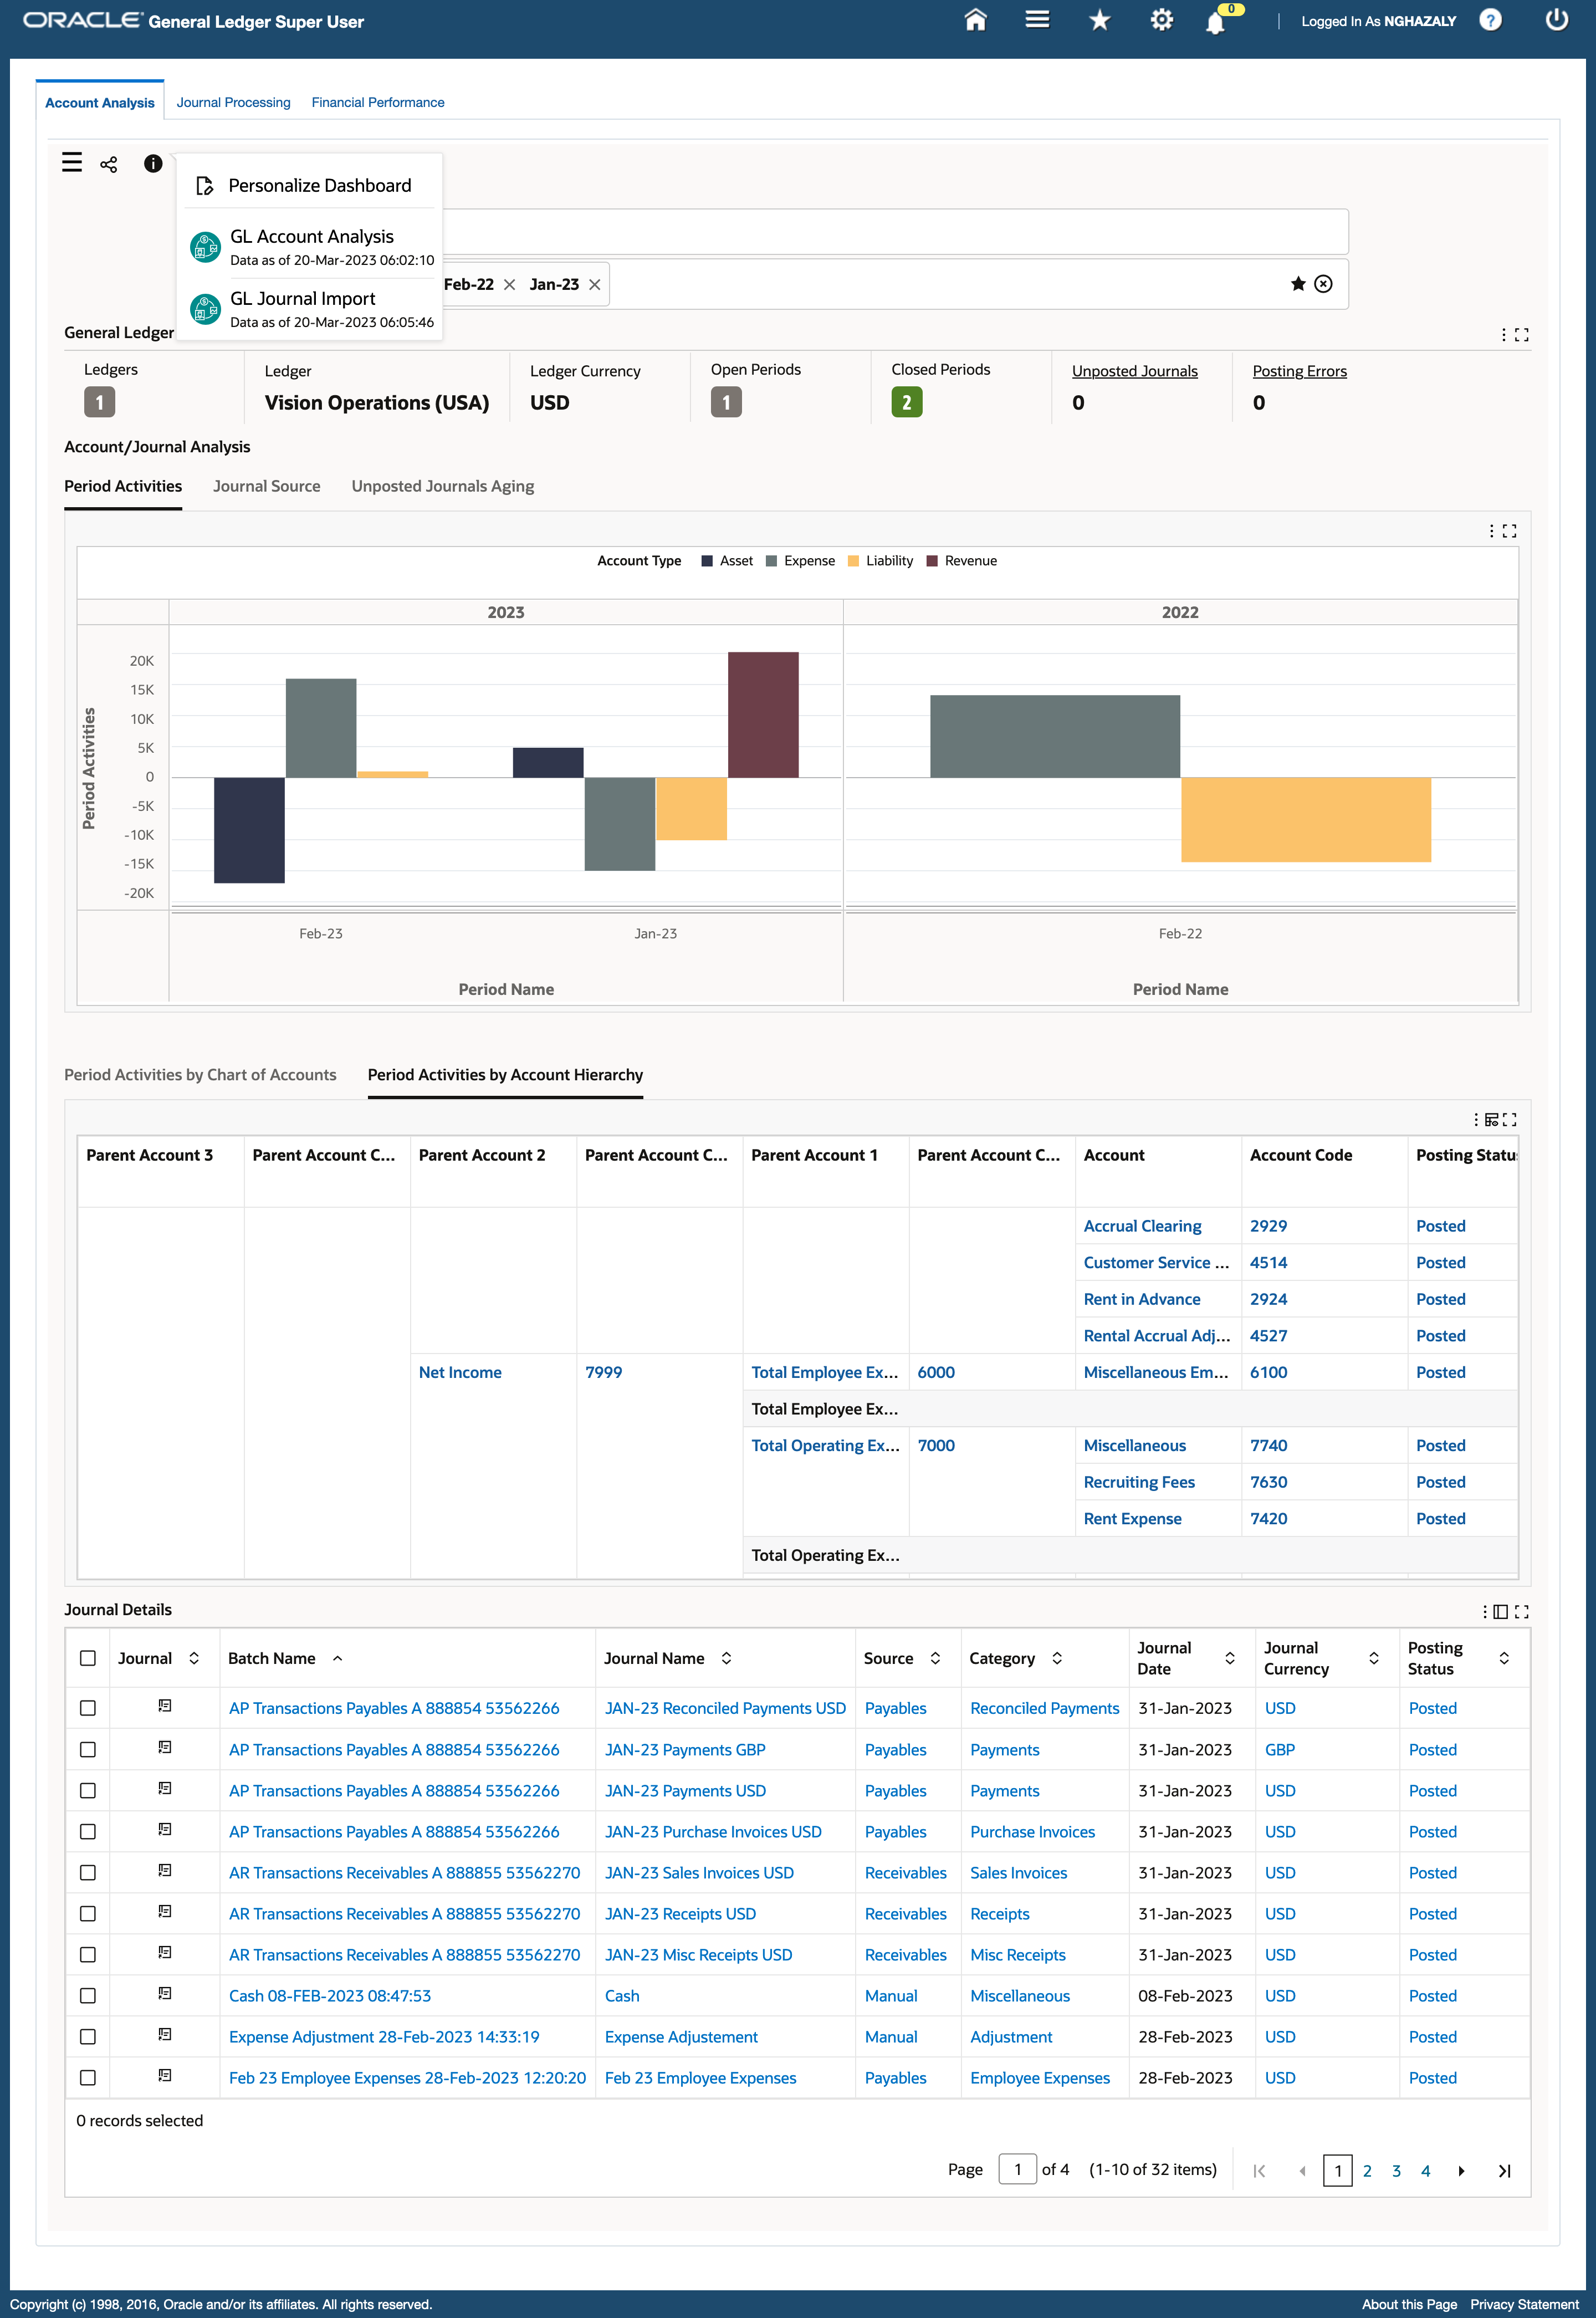 ORACLE General Ledger Super User
0
Logged In As NGHAZALY
?
Account Analysis
Journal Processing
Financial Performance
Personalize Dashboard
GL Account Analysis
Data as of 20-Mar-2023 06:02:10
GL Journal Import
Data as of 20-Mar-2023 06:05:46
Feb-22
Jan-23
General Ledger
Ledgers
1
Ledger
Vision Operations (USA)
Ledger Currency
USD
Open Periods
1
Closed Periods
2
Unposted Journals
0
Posting Errors
0
Account/Journal Analysis
Period Activities
Journal Source
Unposted Journals Aging
Account Type Asset Expense Liability Revenue
2023
2022
Period Activities
20K
15K
10K
5K
0
-5K
-10K
-15K
-20K
Feb-23
Jan-23
Feb-22
Period Name
Period Name
Period Activities by Chart of Accounts
Period Activities by Account Hierarchy
Parent Account 3 Parent Account C... Parent Account 2 Parent Account C... Parent Account 1 Parent Account C... Account Account Code Posting Statu
Accrual Clearing 2929 Posted
Customer Service ... 4514 Posted
Rent in Advance 2924 Posted
Rental Accrual Adj... 4527 Posted
Net Income 7999 Total Employee Ex... 6000 Miscellaneous Em... 6100 Posted
Total Employee Ex...
Total Operating Ex... 7000 Miscellaneous 7740 Posted
Recruiting Fees 7630 Posted
Rent Expense 7420 Posted
Total Operating Ex...
Journal Details
Journal Batch Name Journal Name Source Category Journal Date Journal Currency Posting Status
AP Transactions Payables A 888854 53562266 JAN-23 Reconciled Payments USD Payables Reconciled Payments 31-Jan-2023 USD Posted
AP Transactions Payables A 888854 53562266 JAN-23 Payments GBP Payables Payments 31-Jan-2023 GBP Posted
AP Transactions Payables A 888854 53562266 JAN-23 Payments USD Payables Payments 31-Jan-2023 USD Posted
AP Transactions Payables A 888854 53562266 JAN-23 Purchase Invoices USD Payables Purchase Invoices 31-Jan-2023 USD Posted
AR Transactions Receivables A 888855 53562270 JAN-23 Sales Invoices USD Receivables Sales Invoices 31-Jan-2023 USD Posted
AR Transactions Receivables A 888855 53562270 JAN-23 Receipts USD Receivables Receipts 31-Jan-2023 USD Posted
AR Transactions Receivables A 888855 53562270 JAN-23 Misc Receipts USD Receivables Misc Receipts 31-Jan-2023 USD Posted
Cash 08-FEB-2023 08:47:53 Cash Manual Miscellaneous 08-Feb-2023 USD Posted
Expense Adjustment 28-Feb-2023 14:33:19 Expense Adjustement Manual Adjustment 28-Feb-2023 USD Posted
Feb 23 Employee Expenses 28-Feb-2023 12:20:20 Feb 23 Employee Expenses Payables Employee Expenses 28-Feb-2023 USD Posted
0 records selected
Page 1 of 4 (1-10 of 32 items) 1 2 3 4
Copyright (c) 1998, 2016, Oracle and/or its affiliates. All rights reserved.
About this Page Privacy Statement